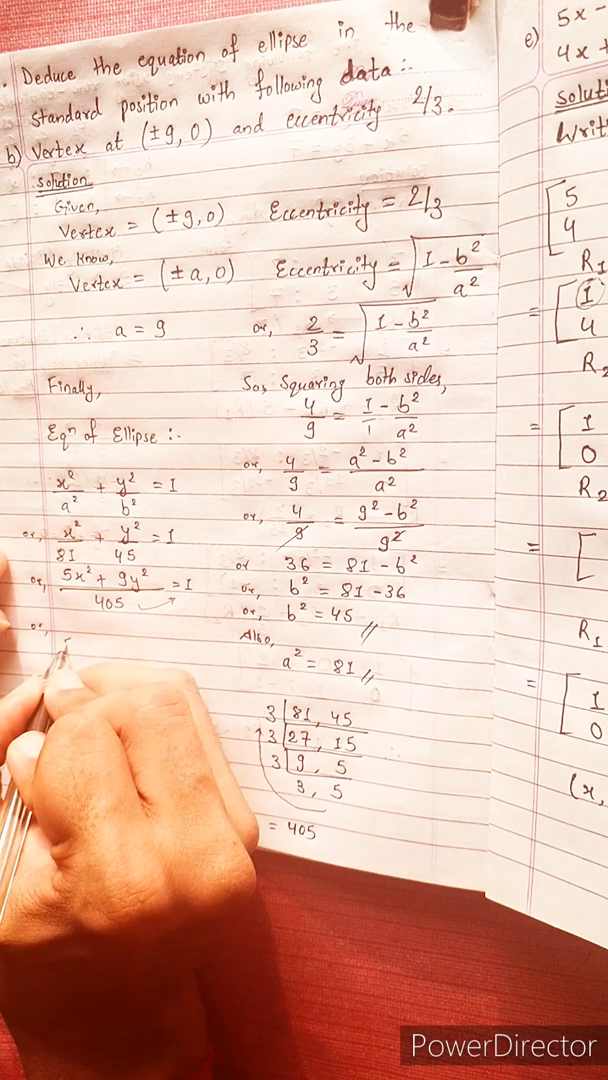 . Deduce the equation of ellipse in the
standard position with following data :-
b) Vertex at (±9, 0) and eccentricity 2/3.
solution
Given,
Vertex = (±9, 0) Eccentricity = 2/3
We Know,
Vertex = (±a, 0) Eccentricity = √(1 - b²/a²)
∴ a = 9 or, 2/3 = √(1 - b²/a²)
So, Squaring both sides,
4/9 = 1/1 - b²/a²
or, 4/9 = (a² - b²)/a²
or, 4/9 = (9² - b²)/9²
or 36 = 81 - b²
or, b² = 81 - 36
or, b² = 45 //
Also,
a² = 81 //
3 | 81, 45
3 | 27, 15
3 | 9, 5
3, 5
= 405
Finally,
Eqⁿ of Ellipse :-
x²/a² + y²/b² = 1
or, x²/81 + y²/45 = 1
or, (5x² + 9y²)/405 = 1
or,
e) 5x -
4x +
soluti
Writ
[5
4
R1
= [1
4
R2
= [1
0
R2
= [
R1
= [1
0
(x,
PowerDirector